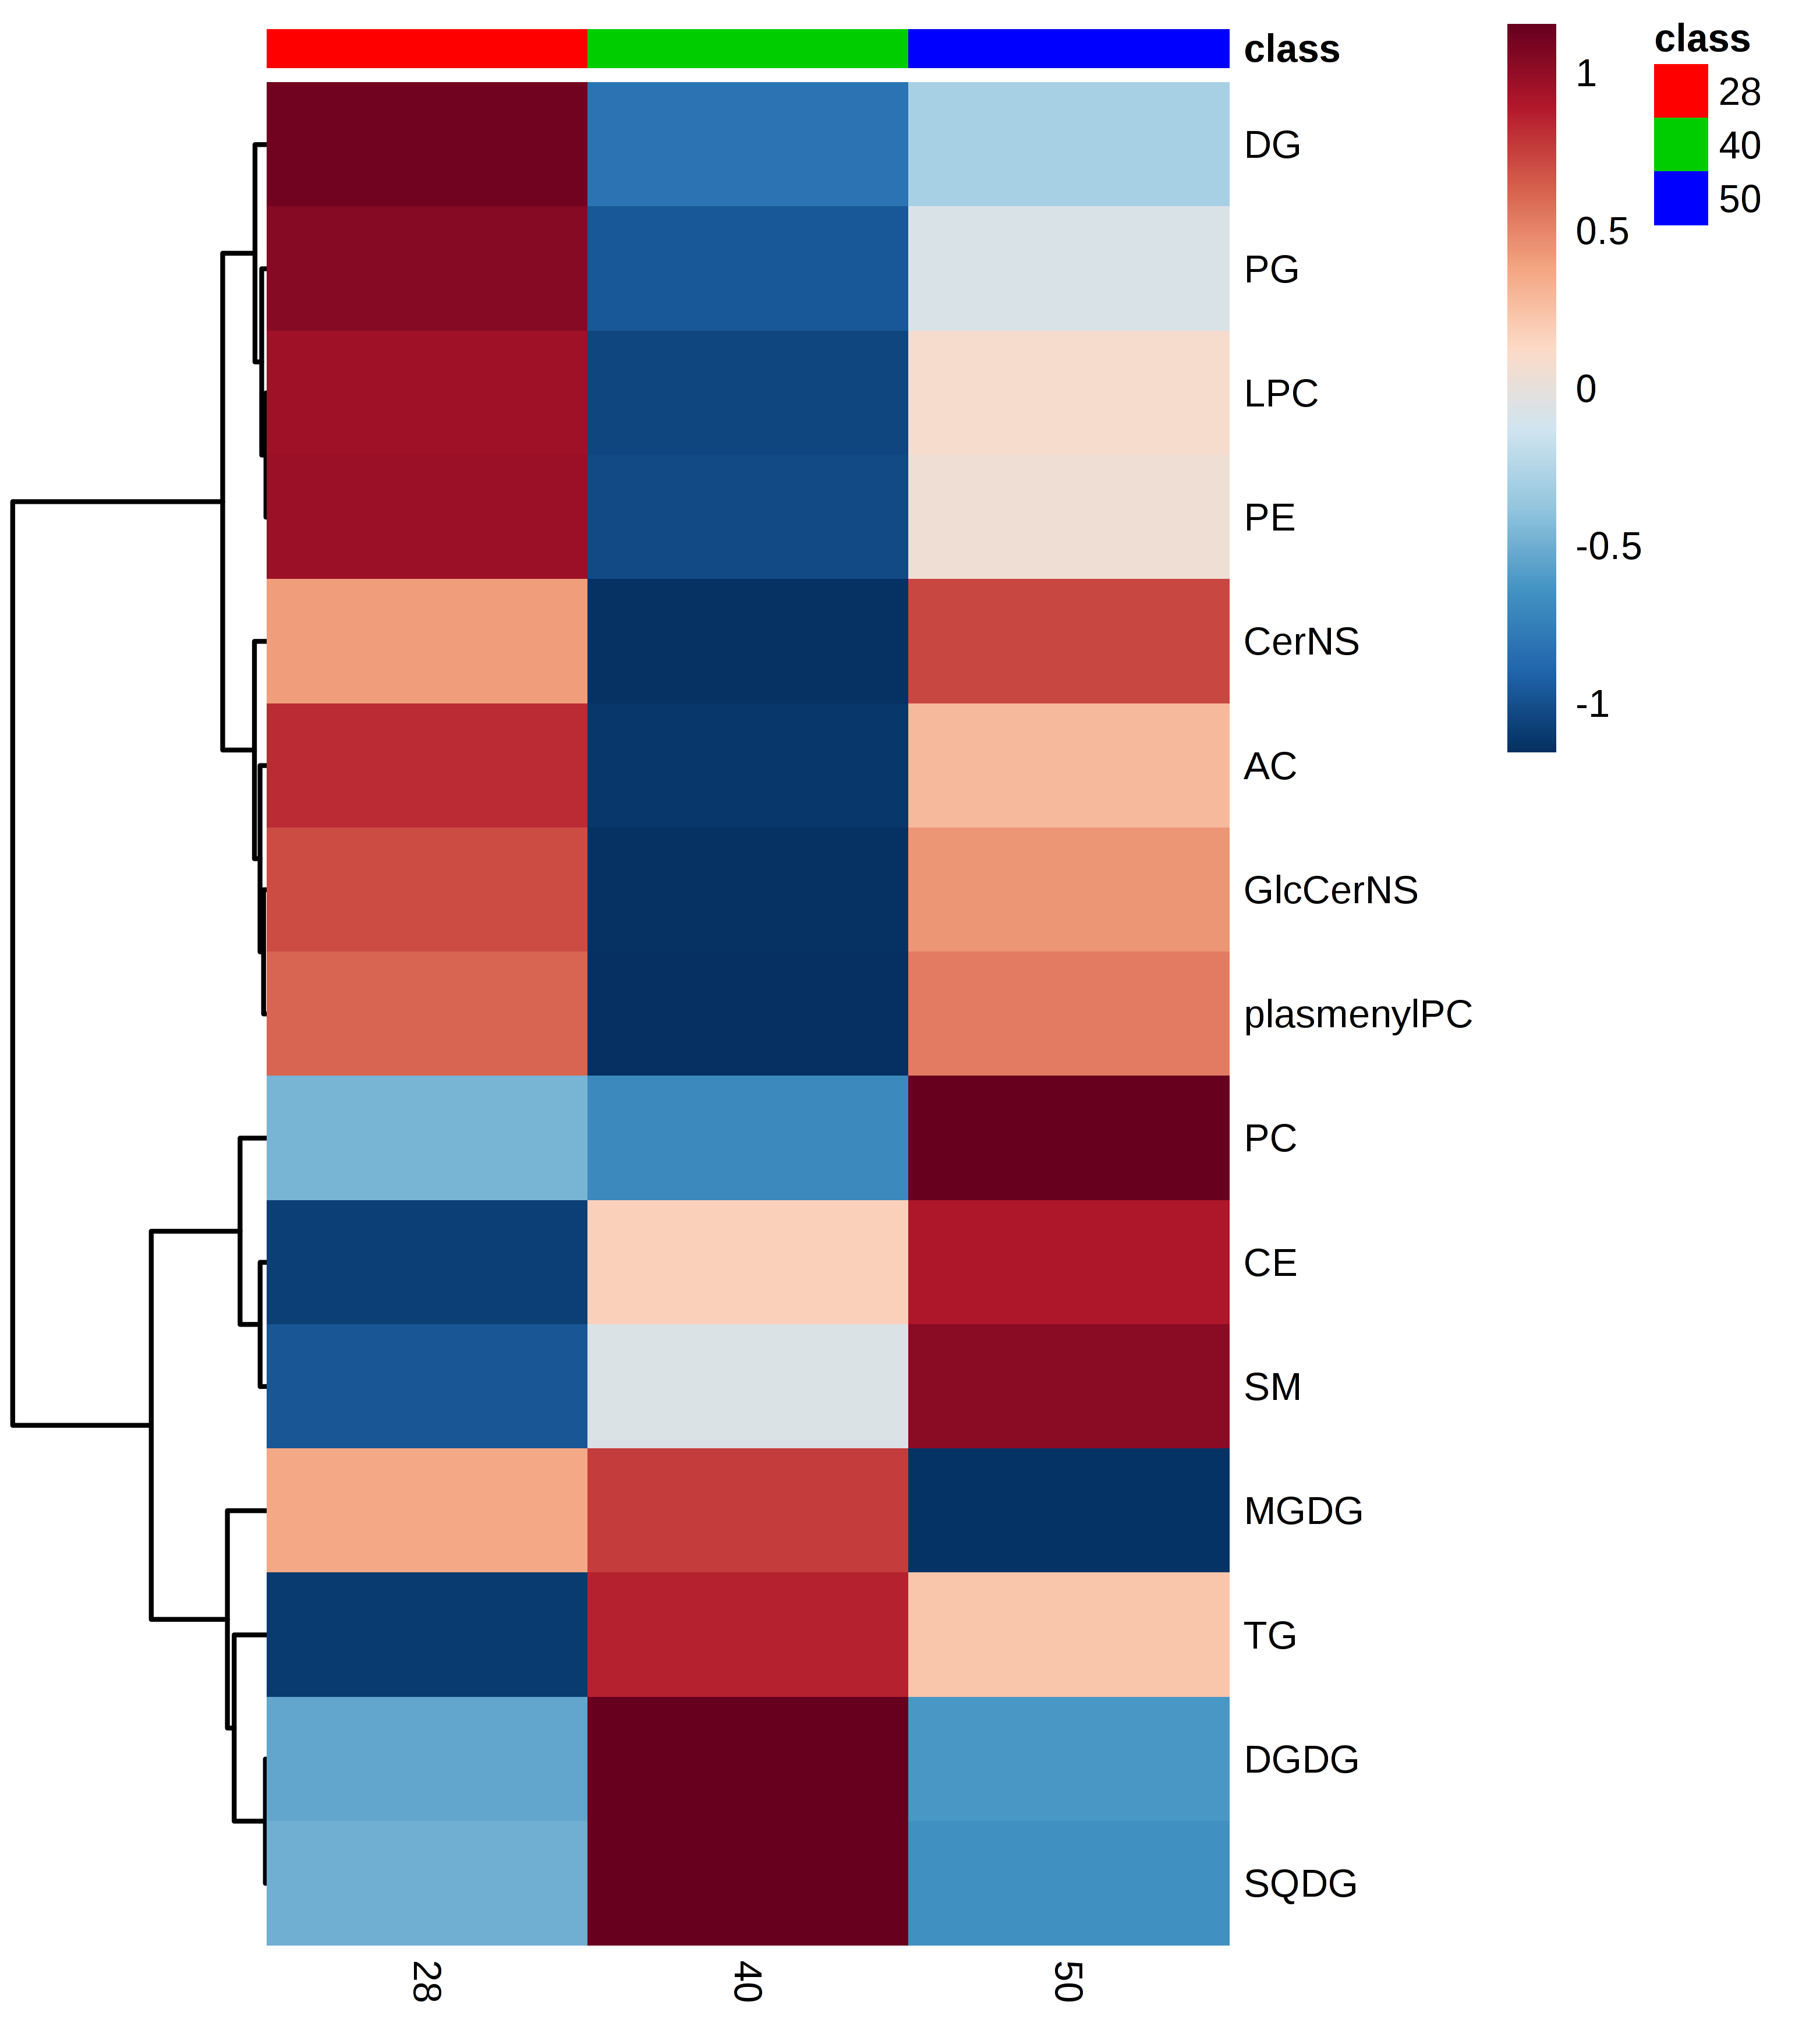 class
DG
PG
LPC
PE
CerNS
AC
GlcCerNS
plasmenylPC
PC
CE
SM
MGDG
TG
DGDG
SQDG
28
40
50
1
0.5
0
-0.5
-1
class
28
40
50